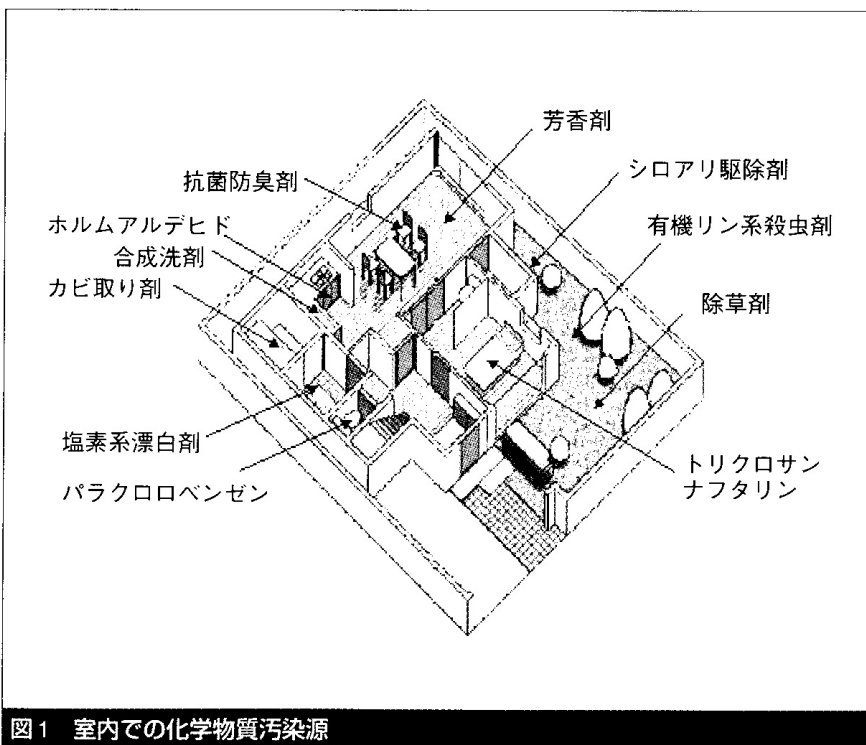 芳香剤
抗菌防臭剤
シロアリ駆除剤
ホルムアルデヒド
有機リン系殺虫剤
合成洗剤
カビ取り剤
除草剤
塩素系漂白剤
トリクロサン
ナフタリン
パラクロロベンゼン
図1 室内での化学物質汚染源